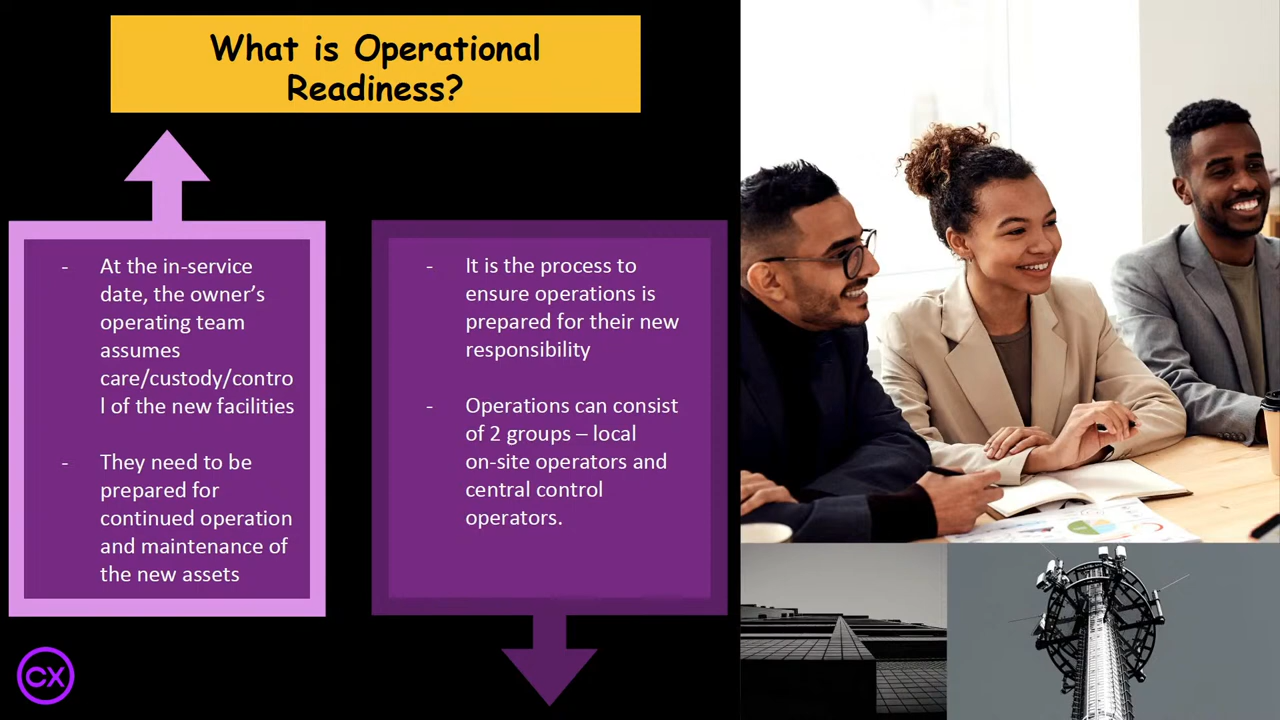 What is Operational
Readiness?
- At the in-service
date, the owner’s
operating team
assumes
care/custody/contro
l of the new facilities
- They need to be
prepared for
continued operation
and maintenance of
the new assets
- It is the process to
ensure operations is
prepared for their new
responsibility
- Operations can consist
of 2 groups – local
on-site operators and
central control
operators.
CX